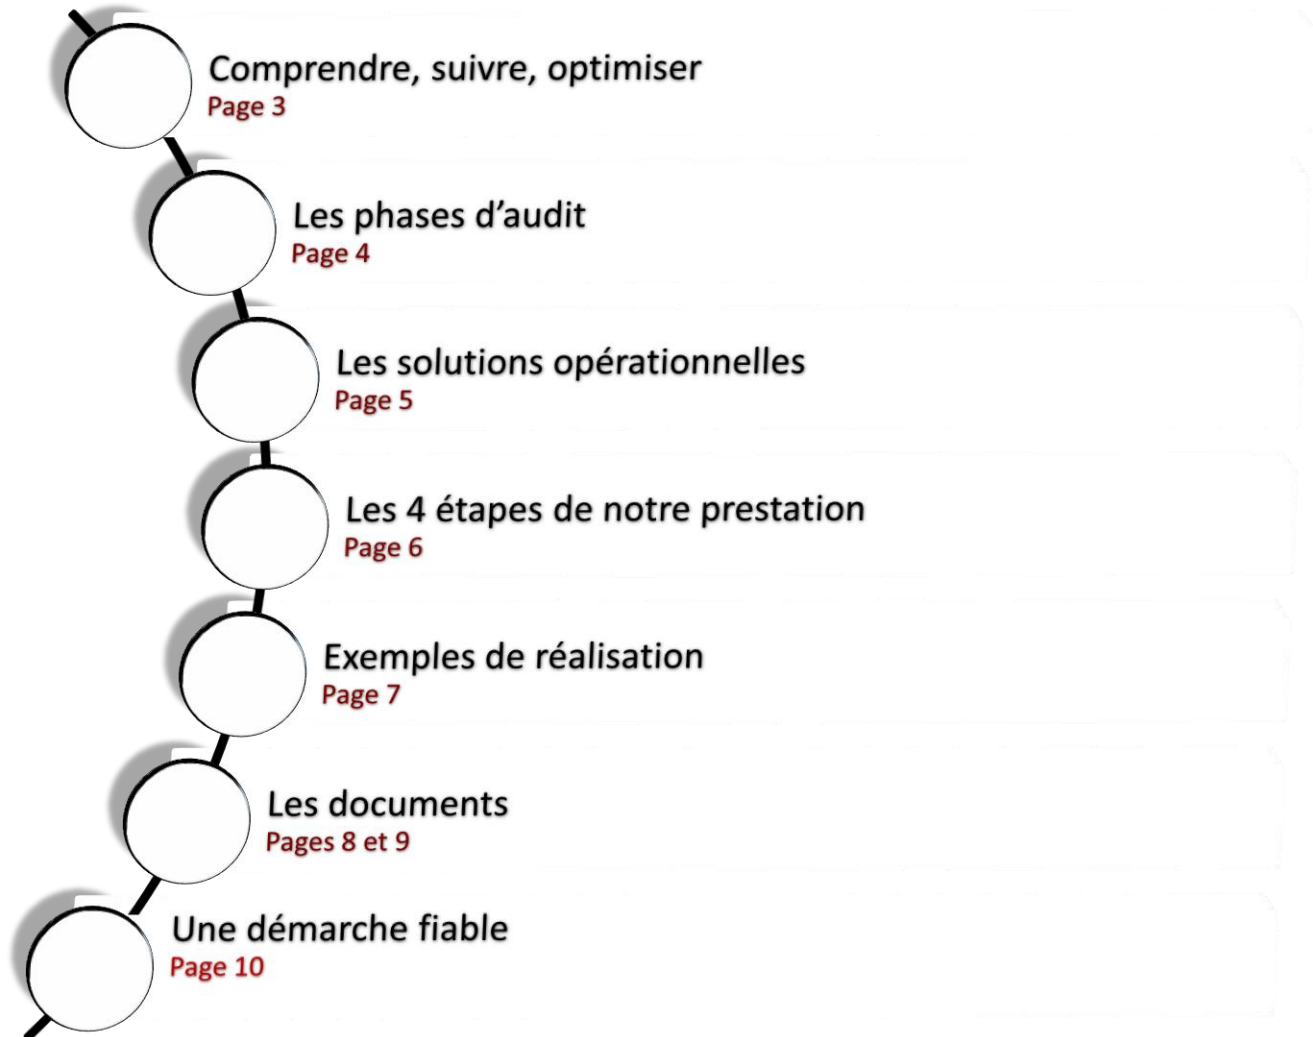 Comprendre, suivre, optimiser
Page 3
Les phases d’audit
Page 4
Les solutions opérationnelles
Page 5
Les 4 étapes de notre prestation
Page 6
Exemples de réalisation
Page 7
Les documents
Pages 8 et 9
Une démarche fiable
Page 10